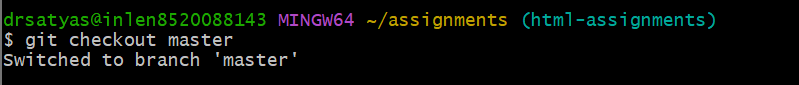 drsatyas@inlen8520088143 MINGW64 ~/assignments (html-assignments)
$ git checkout master
Switched to branch 'master'